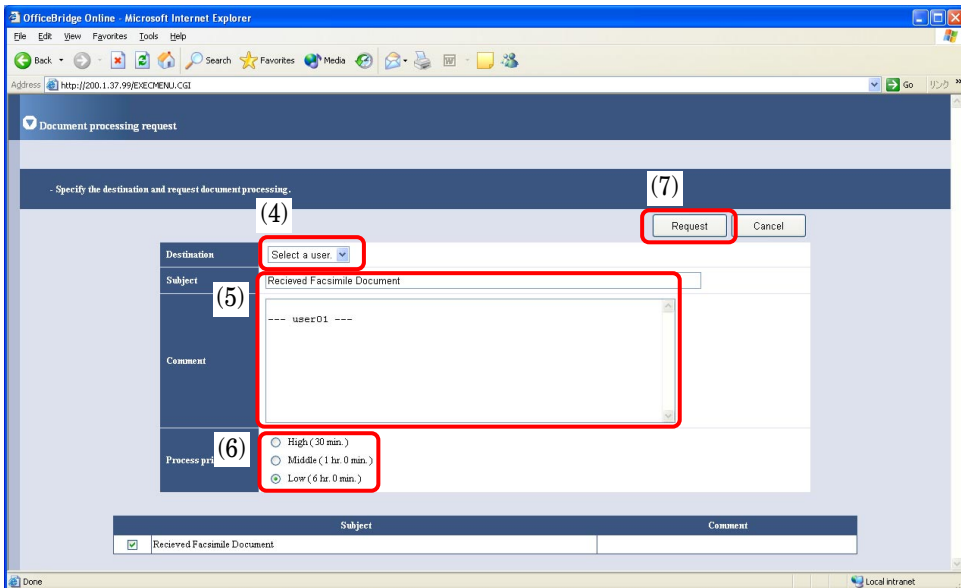 OfficeBridge Online - Microsoft Internet Explorer
File Edit View Favorites Tools Help
Back Search Favorites Media
Address http://200.1.37.99/EXECMENU.CGI Go リンク »
Document processing request
- Specify the destination and request document processing.
(7)
Request Cancel
(4)
Destination Select a user.
Subject Recieved Facsimile Document
(5)
--- user01 ---
Comment
(6)
High ( 30 min. )
Process pri Middle ( 1 hr. 0 min. )
Low ( 6 hr. 0 min. )
Subject Comment
Recieved Facsimile Document
Done Local intranet